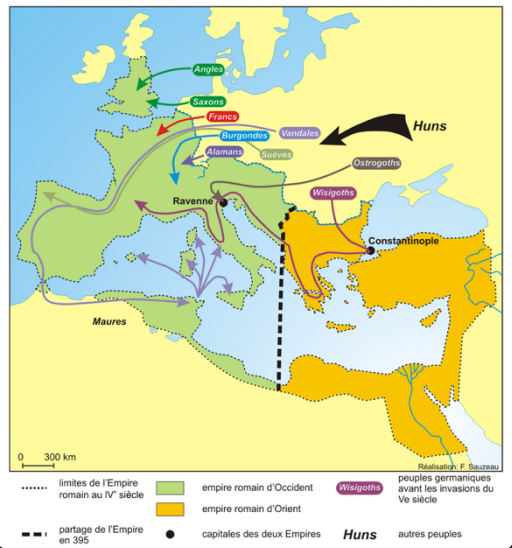 Angles
Saxons
Francs
Burgondes
Vandales
Huns
Alamans
Suèves
Ostrogoths
Wisigoths
Ravenne
Constantinople
Maures
0 300 km
Réalisation: F. Sauzeau
limites de l'Empire
romain au IVe siècle
empire romain d'Occident
Wisigoths
peuples germaniques
avant les invasions du
Ve siècle
empire romain d'Orient
partage de l'Empire
en 395
capitales des deux Empires
Huns
autres peuples